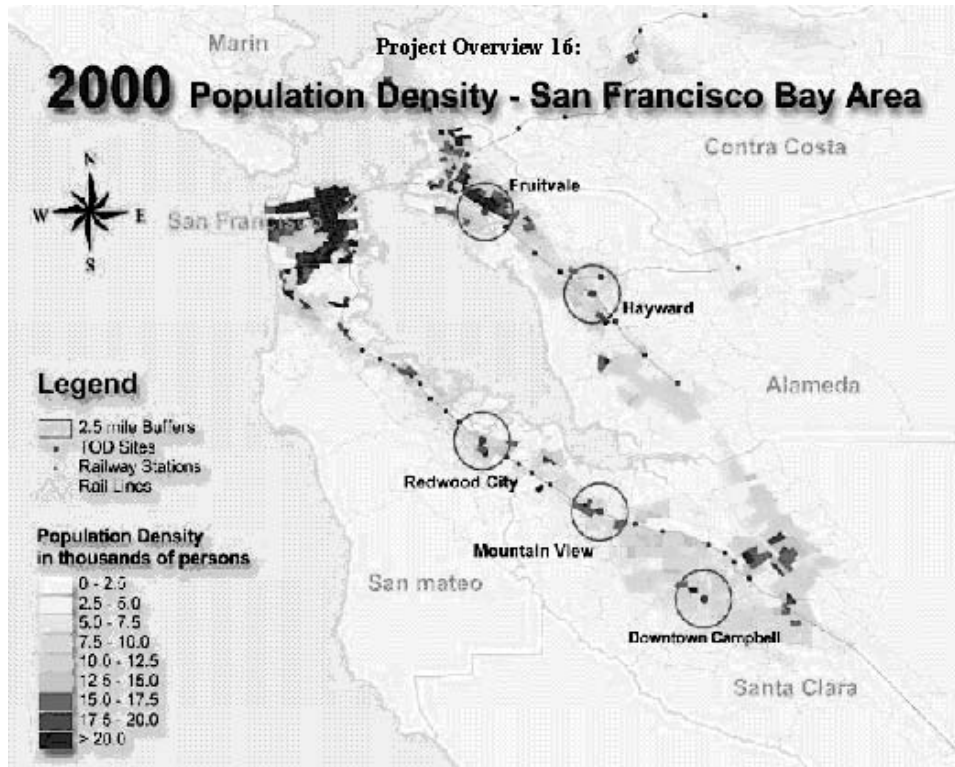 Marin
Project Overview 16:
2000 Population Density - San Francisco Bay Area
Contra Costa
N
W E
S
Fruitvale
San Francisco
Hayward
Alameda
Legend
2.5 mile Buffers
TOD Sites
Railway Stations
Rail Lines
Redwood City
Mountain View
San mateo
Downtown Campbell
Santa Clara
Population Density
in thousands of persons
0 - 2.5
2.5 - 5.0
5.0 - 7.5
7.5 - 10.0
10.0 - 12.5
12.5 - 15.0
15.0 - 17.5
17.5 - 20.0
> 20.0